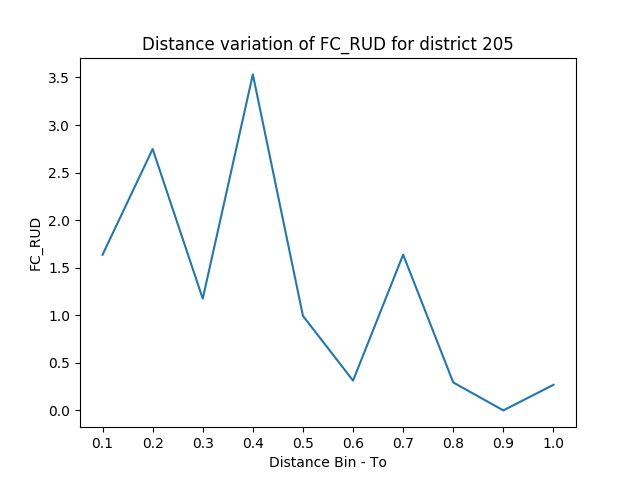 Distance variation of FC_RUD for district 205
3.5
3.0
2.5
2.0
1.5
1.0
0.5
0.0
FC_RUD
0.1 0.2 0.3 0.4 0.5 0.6 0.7 0.8 0.9 1.0
Distance Bin - To